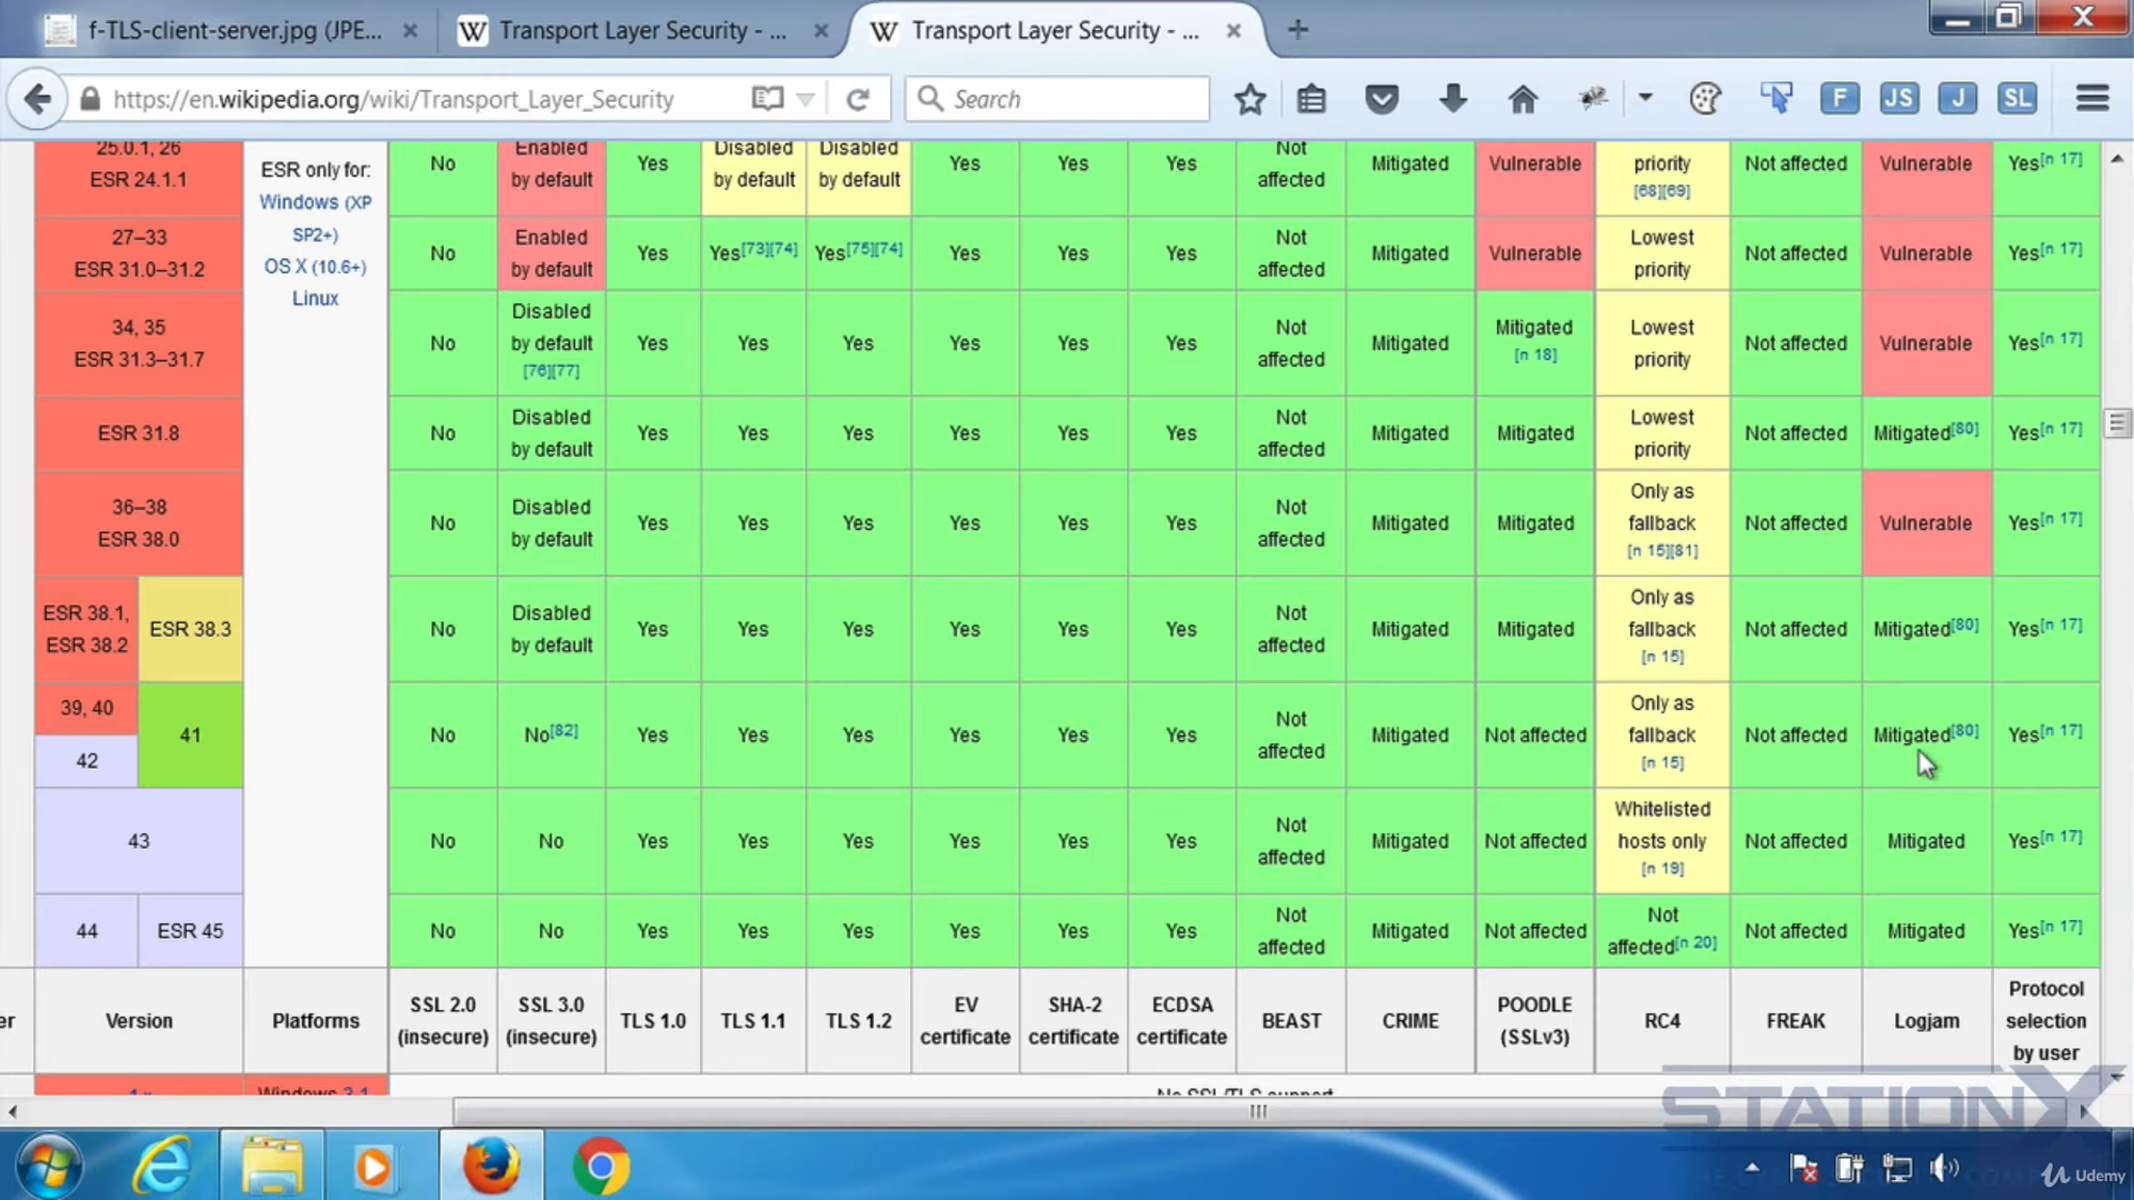 f-TLS-client-server.jpg (JPE...
Transport Layer Security - ...
Transport Layer Security - ...
https://en.wikipedia.org/wiki/Transport_Layer_Security
Search
F JS J SL
25.0.1, 26
ESR 24.1.1
ESR only for:
Windows (XP
SP2+)
OS X (10.6+)
Linux
No
Enabled
by default
Yes
Disabled
by default
Disabled
by default
Yes
Yes
Yes
Not
affected
Mitigated
Vulnerable
priority
[68][69]
Not affected
Vulnerable
Yes[n 17]
27–33
ESR 31.0–31.2
No
Enabled
by default
Yes
Yes[73][74]
Yes[75][74]
Yes
Yes
Yes
Not
affected
Mitigated
Vulnerable
Lowest
priority
Not affected
Vulnerable
Yes[n 17]
34, 35
ESR 31.3–31.7
No
Disabled
by default
[76][77]
Yes
Yes
Yes
Yes
Yes
Yes
Not
affected
Mitigated
Mitigated
[n 18]
Lowest
priority
Not affected
Vulnerable
Yes[n 17]
ESR 31.8
No
Disabled
by default
Yes
Yes
Yes
Yes
Yes
Yes
Not
affected
Mitigated
Mitigated
Lowest
priority
Not affected
Mitigated[80]
Yes[n 17]
36–38
ESR 38.0
No
Disabled
by default
Yes
Yes
Yes
Yes
Yes
Yes
Not
affected
Mitigated
Mitigated
Only as
fallback
[n 15][81]
Not affected
Vulnerable
Yes[n 17]
ESR 38.1,
ESR 38.2
ESR 38.3
No
Disabled
by default
Yes
Yes
Yes
Yes
Yes
Yes
Not
affected
Mitigated
Mitigated
Only as
fallback
[n 15]
Not affected
Mitigated[80]
Yes[n 17]
39, 40
41
42
No
No[82]
Yes
Yes
Yes
Yes
Yes
Yes
Not
affected
Mitigated
Not affected
Only as
fallback
[n 15]
Not affected
Mitigated[80]
Yes[n 17]
43
No
No
Yes
Yes
Yes
Yes
Yes
Yes
Not
affected
Mitigated
Not affected
Whitelisted
hosts only
[n 19]
Not affected
Mitigated
Yes[n 17]
44
ESR 45
No
No
Yes
Yes
Yes
Yes
Yes
Yes
Not
affected
Mitigated
Not affected
Not
affected[n 20]
Not affected
Mitigated
Yes[n 17]
er
Version
Platforms
SSL 2.0
(insecure)
SSL 3.0
(insecure)
TLS 1.0
TLS 1.1
TLS 1.2
EV
certificate
SHA-2
certificate
ECDSA
certificate
BEAST
CRIME
POODLE
(SSLv3)
RC4
FREAK
Logjam
Protocol
selection
by user
Windows 3.1
No SSL/TLS support
STATIONX
Udemy